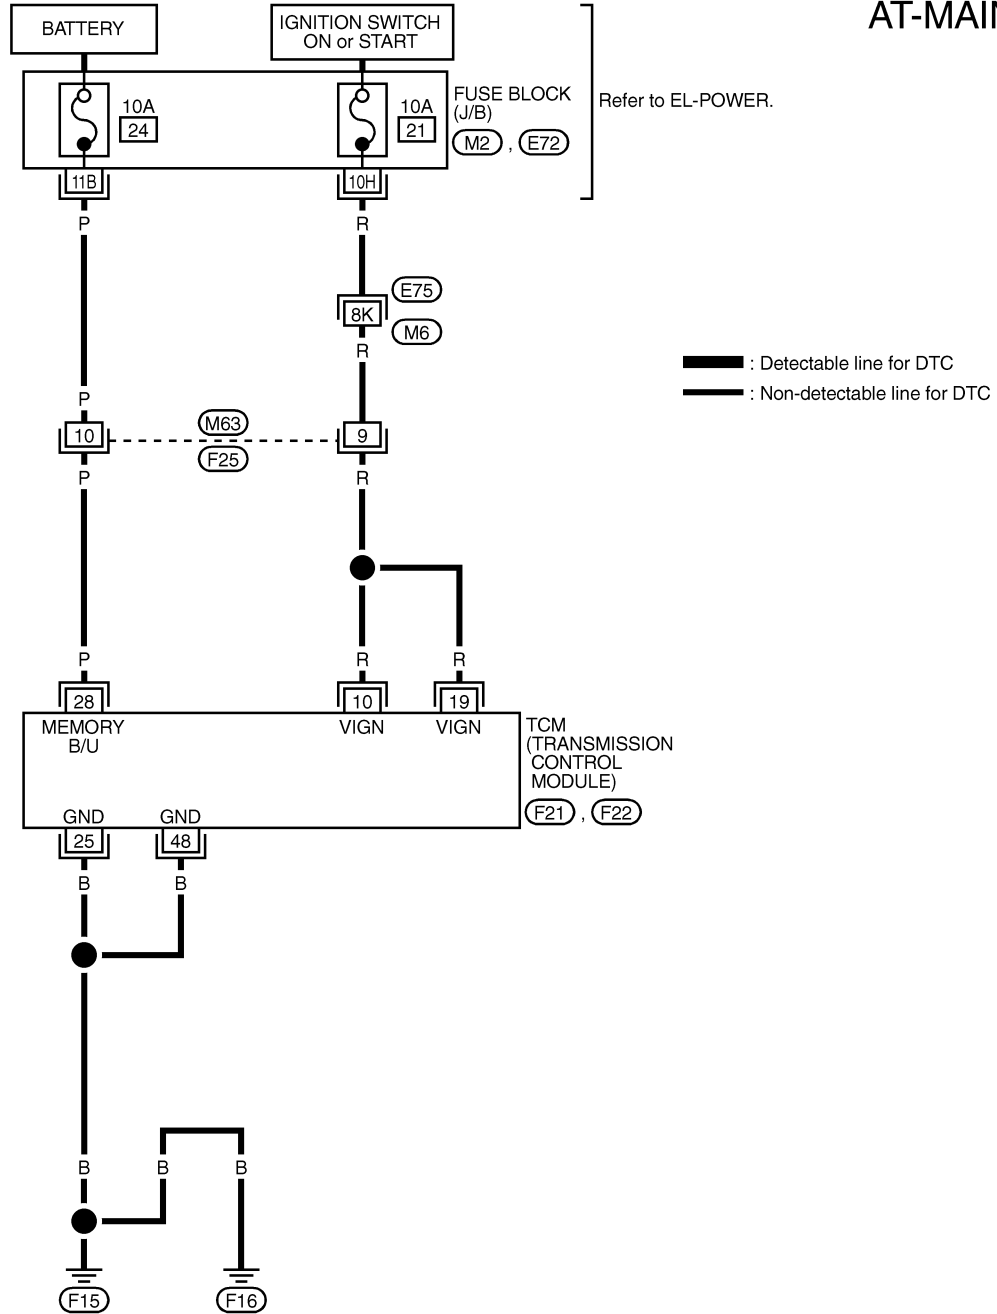 AT-MAIN
BATTERY
IGNITION SWITCH
ON or START
10A
24
10A
21
FUSE BLOCK
(J/B)
M2 , E72
Refer to EL-POWER.
11B
10H
P
R
E75
8K
M6
R
: Detectable line for DTC
: Non-detectable line for DTC
P
10
M63
F25
9
P
R
P
R
R
28
10
19
MEMORY
B/U
VIGN
VIGN
TCM
(TRANSMISSION
CONTROL
MODULE)
F21 , F22
GND
GND
25
48
B
B
B
B
B
F15
F16